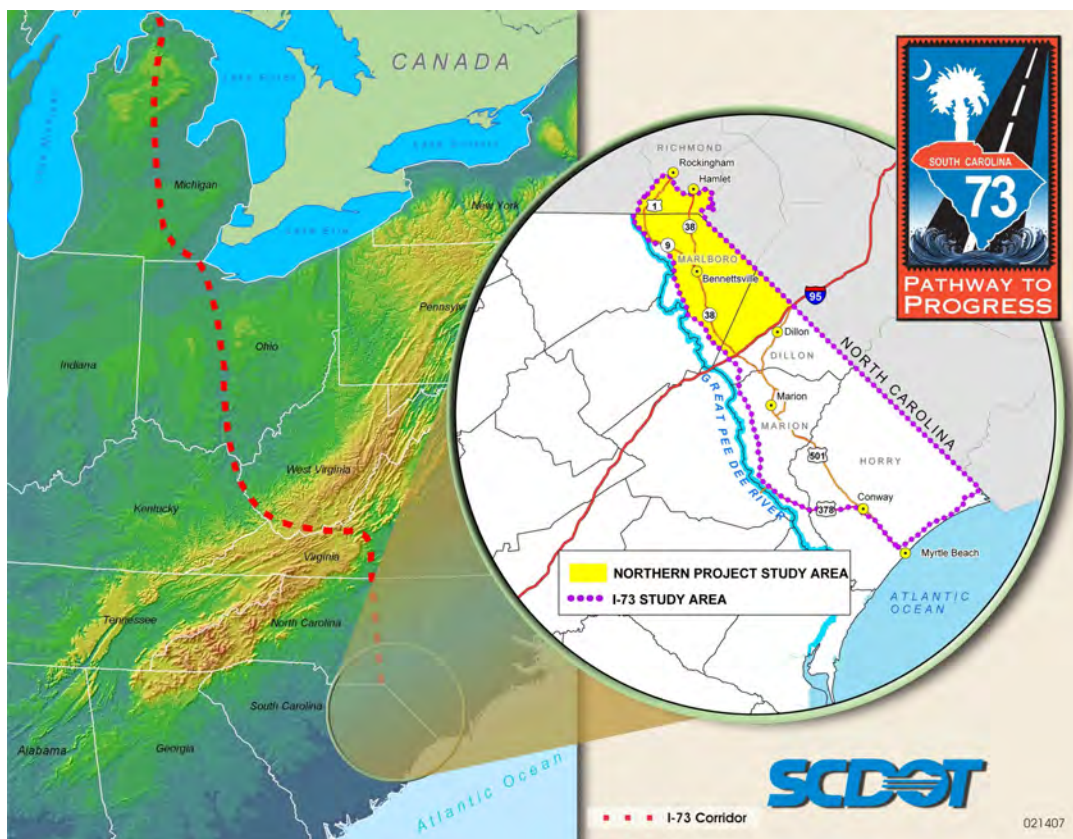 CANADA
Lake Michigan
Lake Huron
Lake Ontario
Lake Erie
Michigan
New York
Pennsylv
Indiana
Ohio
West Virginia
Kentucky
Virginia
Tennessee
North Carolina
South Carolina
Alabama
Georgia
Atlantic Ocean
RICHMOND
Rockingham
Hamlet
1
38
9
MARLBORO
Bennettsville
95
38
Dillon
DILLON
NORTH CAROLINA
GREAT PEE DEE RIVER
Marion
MARION
501
HORRY
378
Conway
Myrtle Beach
ATLANTIC
OCEAN
NORTHERN PROJECT STUDY AREA
I-73 STUDY AREA
SOUTH CAROLINA
73
PATHWAY TO
PROGRESS
SCDOT
I-73 Corridor
021407